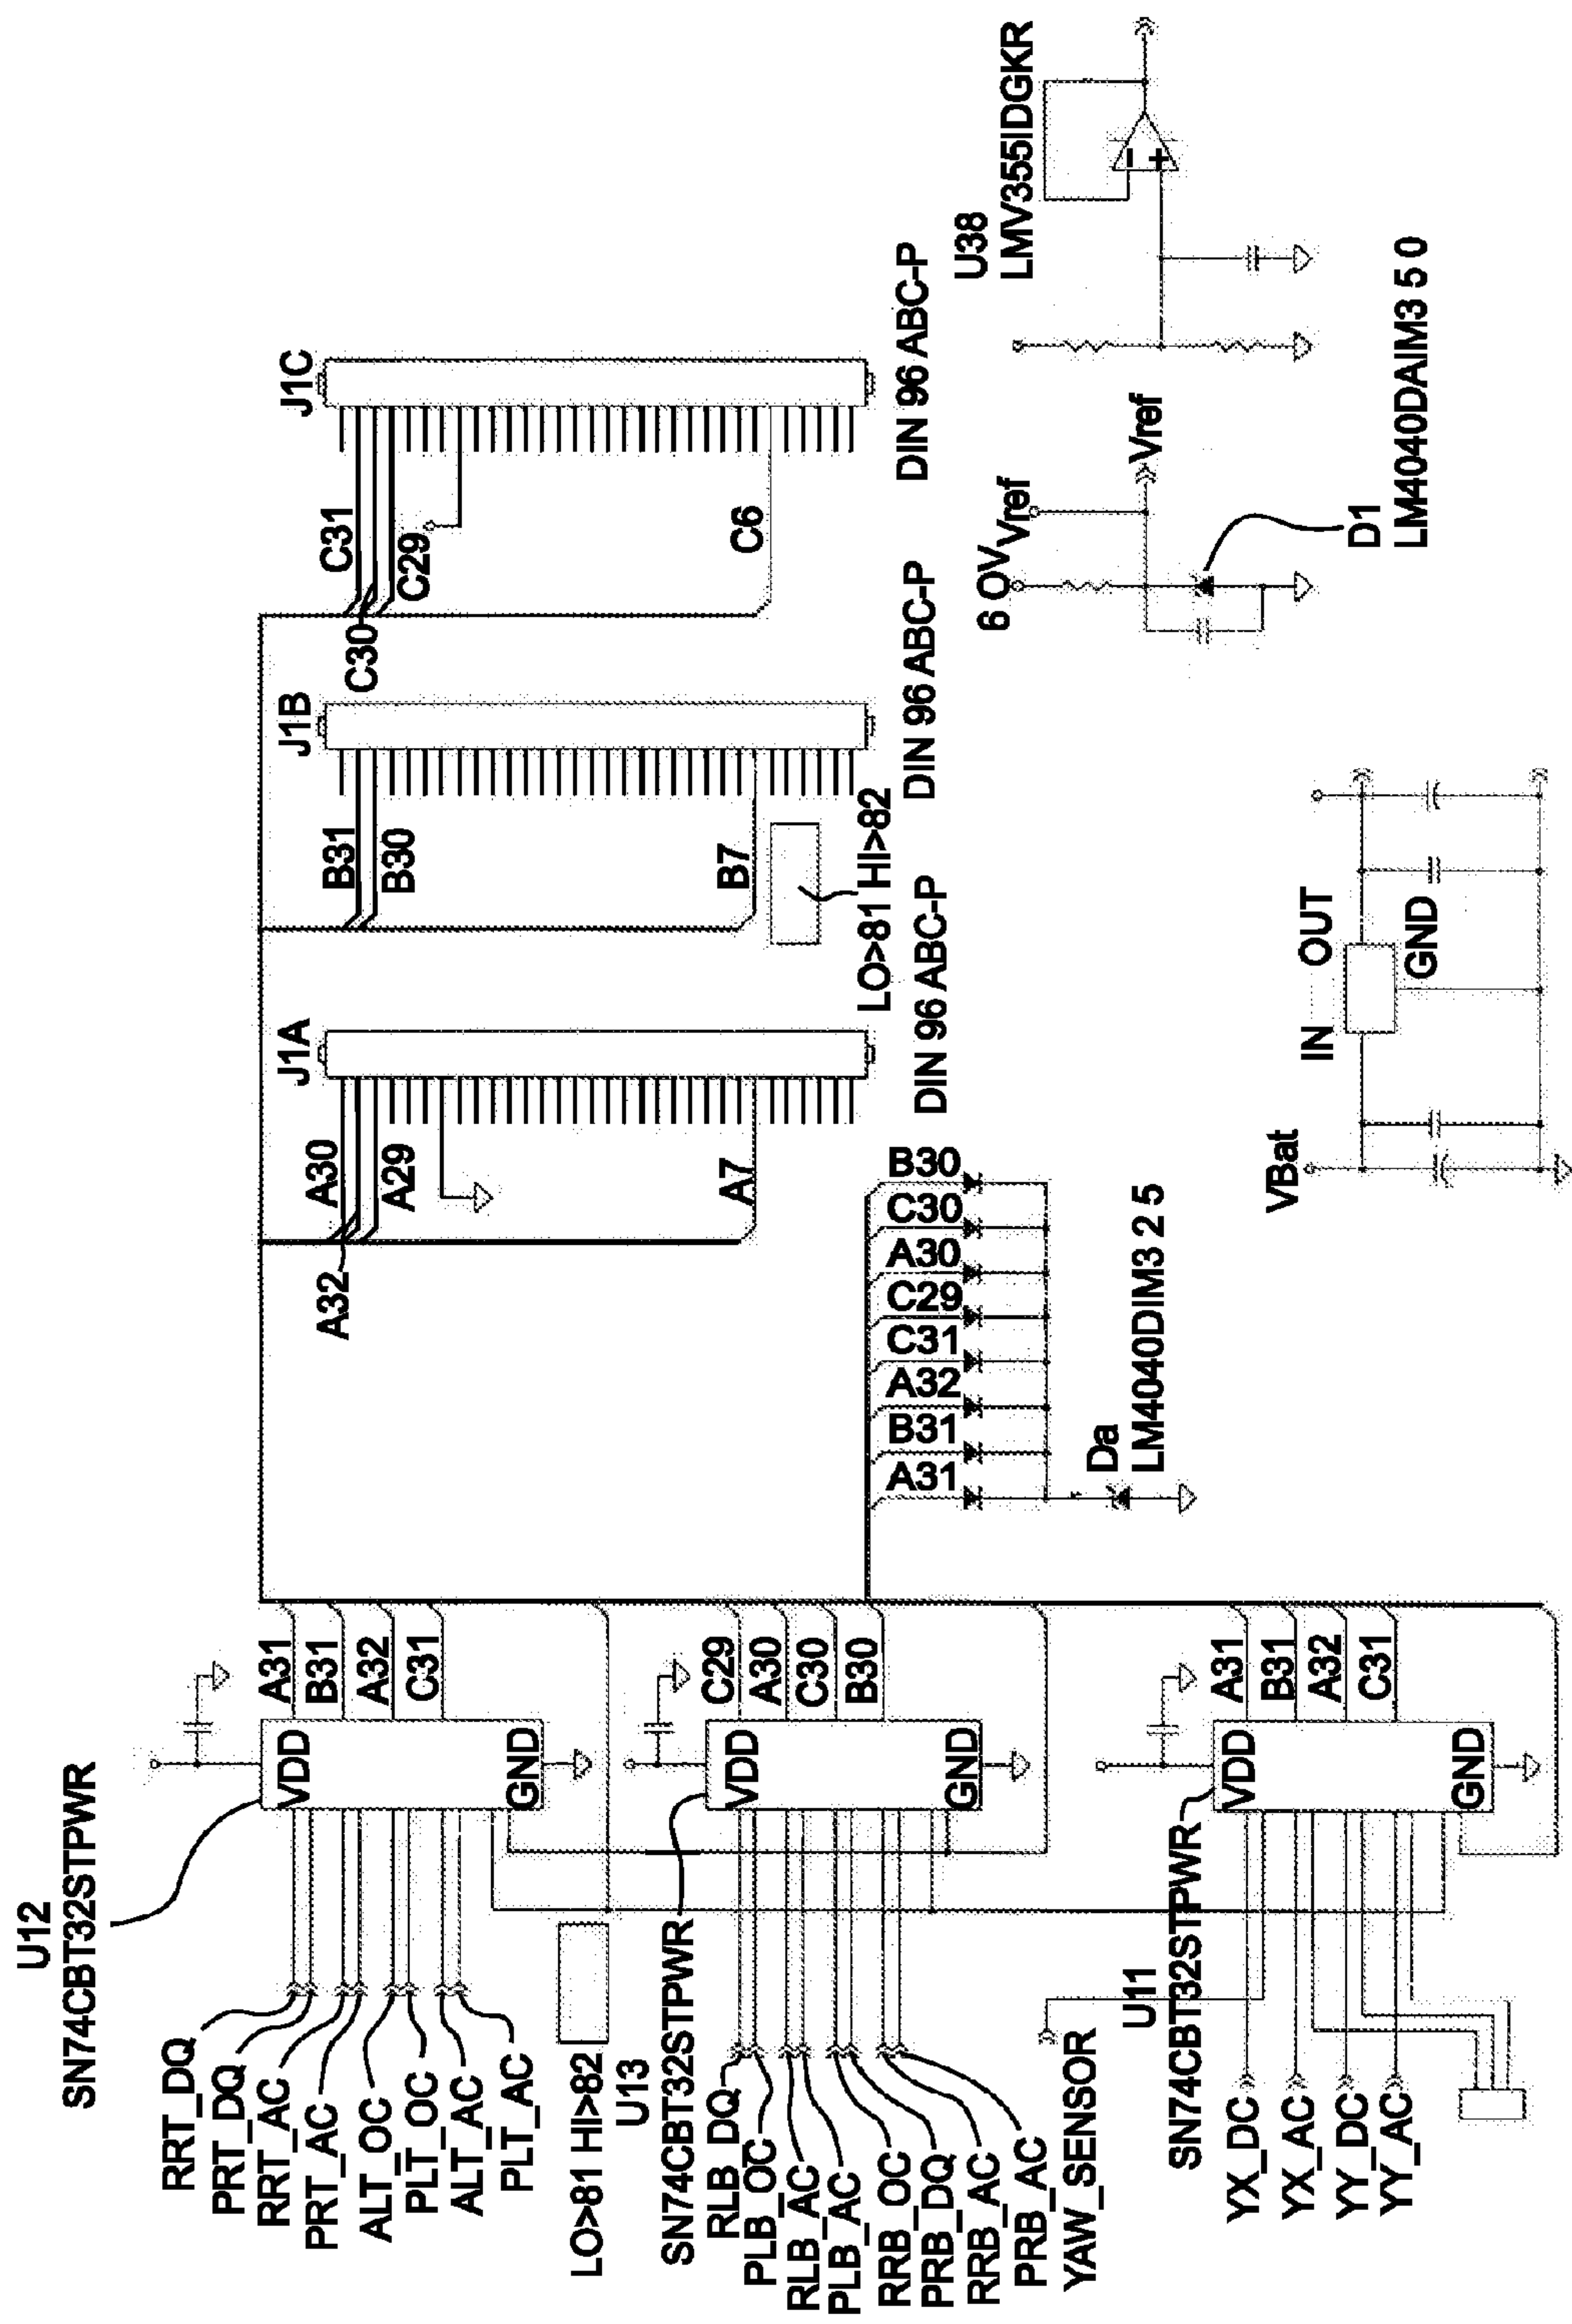 U12
SN74CBT32STPWR
RRT_DQ
PRT_DQ
RRT_AC
PRT_AC
ALT_OC
PLT_OC
ALT_AC
PLT_AC
VDD
GND
A31
B31
A32
C31
LO>81 HI>82
U13
SN74CBT32STPWR
RLB_DQ
PLB_OC
RLB_AC
PLB_AC
RRB_OC
PRB_DQ
RRB_AC
PRB_AC
YAW_SENSOR
VDD
GND
C29
A30
C30
B30
U11
SN74CBT32STPWR
YX_DC
YX_AC
YY_DC
YY_AC
VDD
GND
A31
B31
A32
C31
J1A
A30
A32
A29
A7
DIN 96 ABC-P
J1B
B31
B30
B7
LO>81 HI>82
DIN 96 ABC-P
J1C
C31
C30
C29
C6
DIN 96 ABC-P
A31
B31
A32
C31
C29
A30
C30
B30
Da
LM4040DIM3 2 5
VBat
IN
OUT
GND
6 OV
Vref
Vref
D1
LM4040DAIM3 5 0
U38
LMV355IDGKR